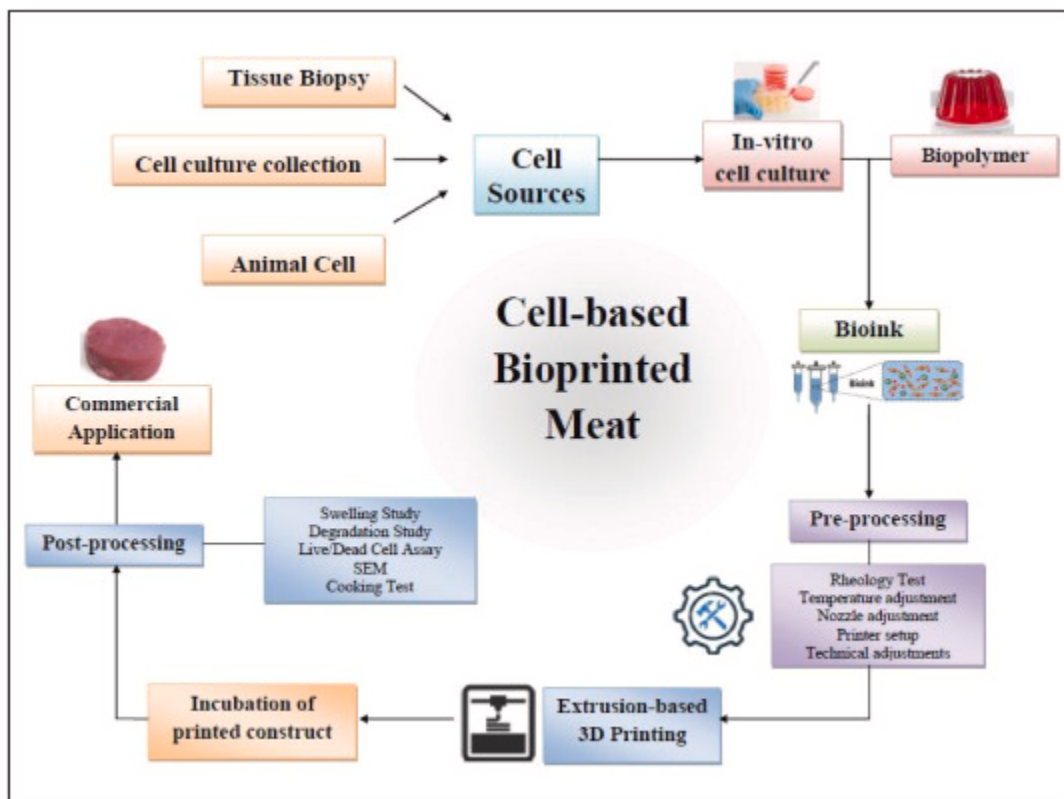 Tissue Biopsy
Cell culture collection
Animal Cell
Cell
Sources
In-vitro
cell culture
Biopolymer
Cell-based
Bioprinted
Meat
Bioink
Bioink
Pre-processing
Rheology Test
Temperature adjustment
Nozzle adjustment
Printer setup
Technical adjustments
Extrusion-based
3D Printing
Incubation of
printed construct
Post-processing
Swelling Study
Degradation Study
Live/Dead Cell Assay
SEM
Cooking Test
Commercial
Application